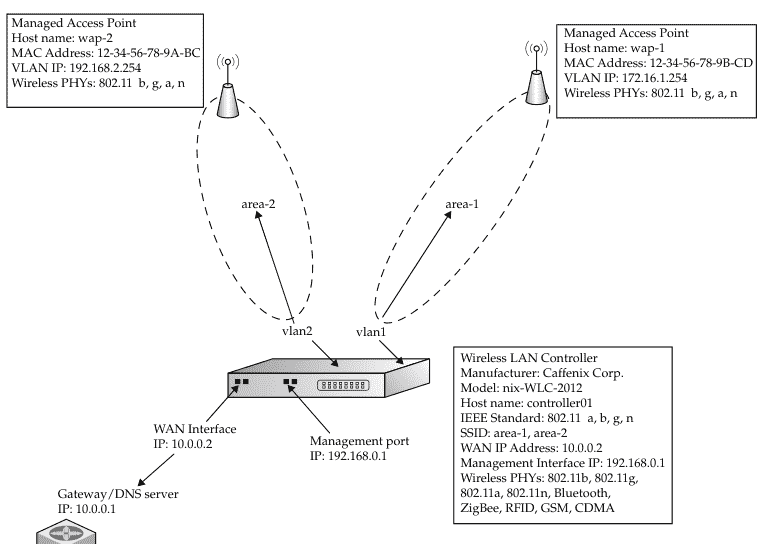 Managed Access Point
Host name: wap-2
MAC Address: 12-34-56-78-9A-BC
VLAN IP: 192.168.2.254
Wireless PHYs: 802.11  b, g, a, n
Managed Access Point
Host name: wap-1
MAC Address: 12-34-56-78-9B-CD
VLAN IP: 172.16.1.254
Wireless PHYs: 802.11  b, g, a, n
area-2
area-1
vlan2
vlan1
Wireless LAN Controller
Manufacturer: Caffenix Corp.
Model: nix-WLC-2012
Host name: controller01
IEEE Standard: 802.11  a, b, g, n
SSID: area-1, area-2
WAN IP Address: 10.0.0.2
Management Interface IP: 192.168.0.1
Wireless PHYs: 802.11b, 802.11g,
802.11a, 802.11n, Bluetooth,
ZigBee, RFID, GSM, CDMA
WAN Interface
IP: 10.0.0.2
Management port
IP: 192.168.0.1
Gateway/DNS server
IP: 10.0.0.1